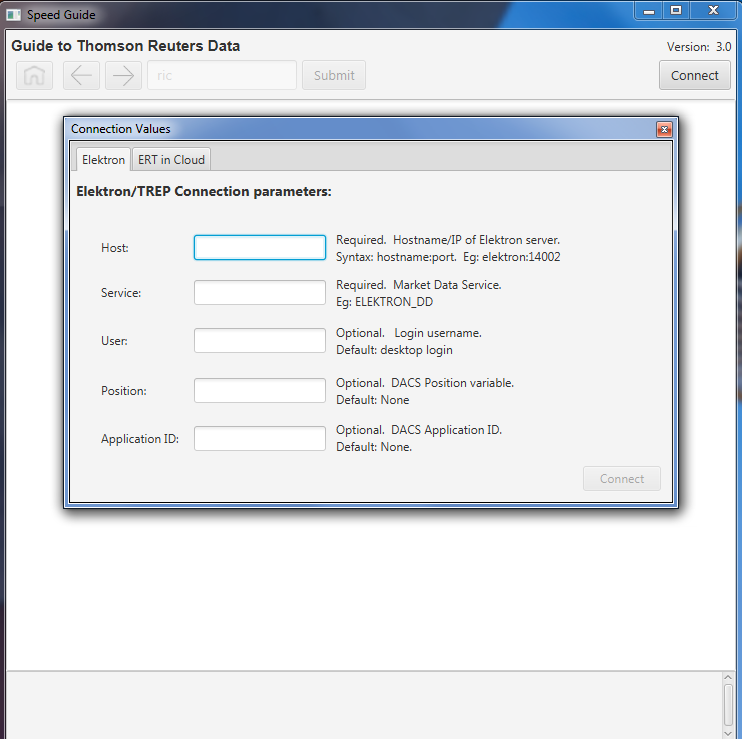 Speed Guide
Guide to Thomson Reuters Data
Version: 3.0
ric
Submit
Connect
Connection Values
Elektron
ERT in Cloud
Elektron/TREP Connection parameters:
Host:
Required. Hostname/IP of Elektron server.
Syntax: hostname:port. Eg: elektron:14002
Service:
Required. Market Data Service.
Eg: ELEKTRON_DD
User:
Optional. Login username.
Default: desktop login
Position:
Optional. DACS Position variable.
Default: None
Application ID:
Optional. DACS Application ID.
Default: None.
Connect